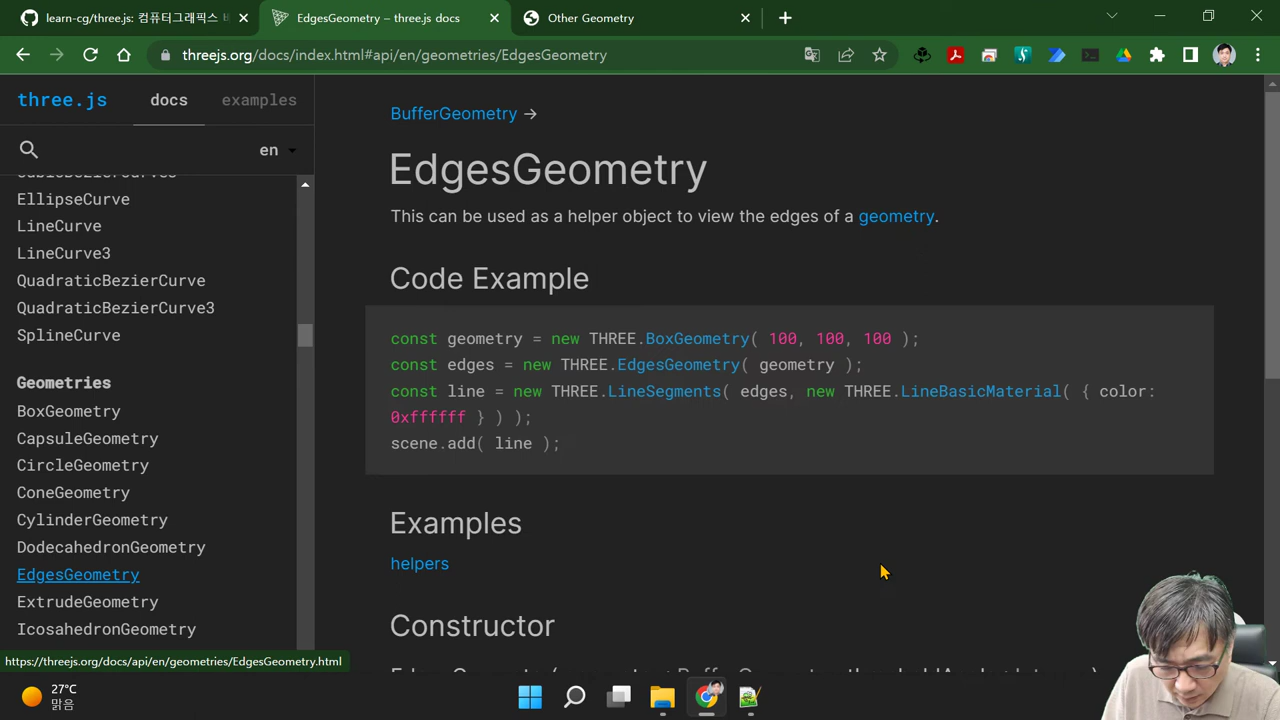 learn-cg/three.js: 컴퓨터그래픽스
EdgesGeometry – three.js docs
Other Geometry
threejs.org/docs/index.html#api/en/geometries/EdgesGeometry
three.js
docs
examples
en
EllipseCurve
LineCurve
LineCurve3
QuadraticBezierCurve
QuadraticBezierCurve3
SplineCurve
Geometries
BoxGeometry
CapsuleGeometry
CircleGeometry
ConeGeometry
CylinderGeometry
DodecahedronGeometry
EdgesGeometry
ExtrudeGeometry
IcosahedronGeometry
https://threejs.org/docs/api/en/geometries/EdgesGeometry.html
BufferGeometry →
EdgesGeometry
This can be used as a helper object to view the edges of a geometry.
Code Example
const geometry = new THREE.BoxGeometry( 100, 100, 100 );
const edges = new THREE.EdgesGeometry( geometry );
const line = new THREE.LineSegments( edges, new THREE.LineBasicMaterial( { color:
0xffffff } ) );
scene.add( line );
Examples
helpers
Constructor
27°C
맑음